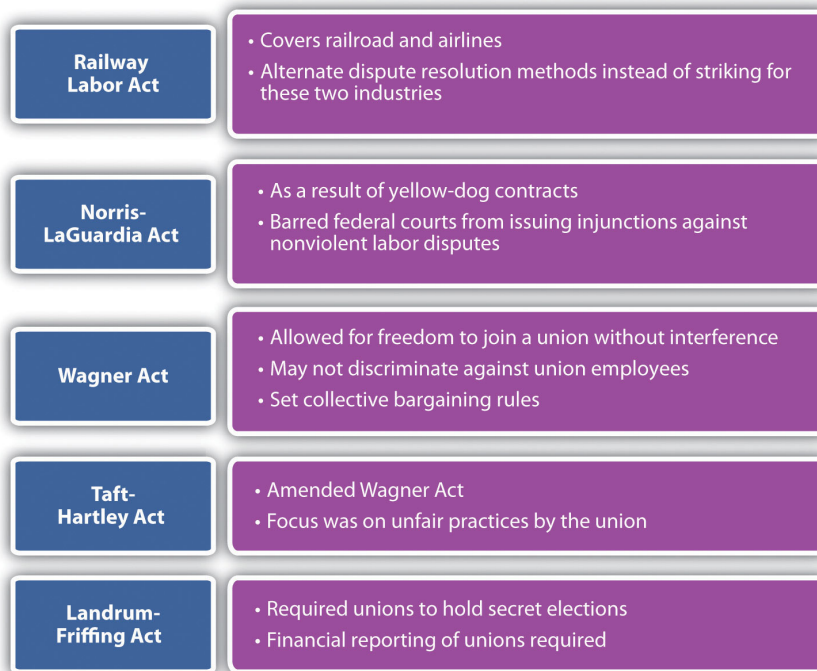 Railway
Labor Act
• Covers railroad and airlines
• Alternate dispute resolution methods instead of striking for
these two industries
Norris-
LaGuardia Act
• As a result of yellow-dog contracts
• Barred federal courts from issuing injunctions against
nonviolent labor disputes
Wagner Act
• Allowed for freedom to join a union without interference
• May not discriminate against union employees
• Set collective bargaining rules
Taft-
Hartley Act
• Amended Wagner Act
• Focus was on unfair practices by the union
Landrum-
Friffing Act
• Required unions to hold secret elections
• Financial reporting of unions required